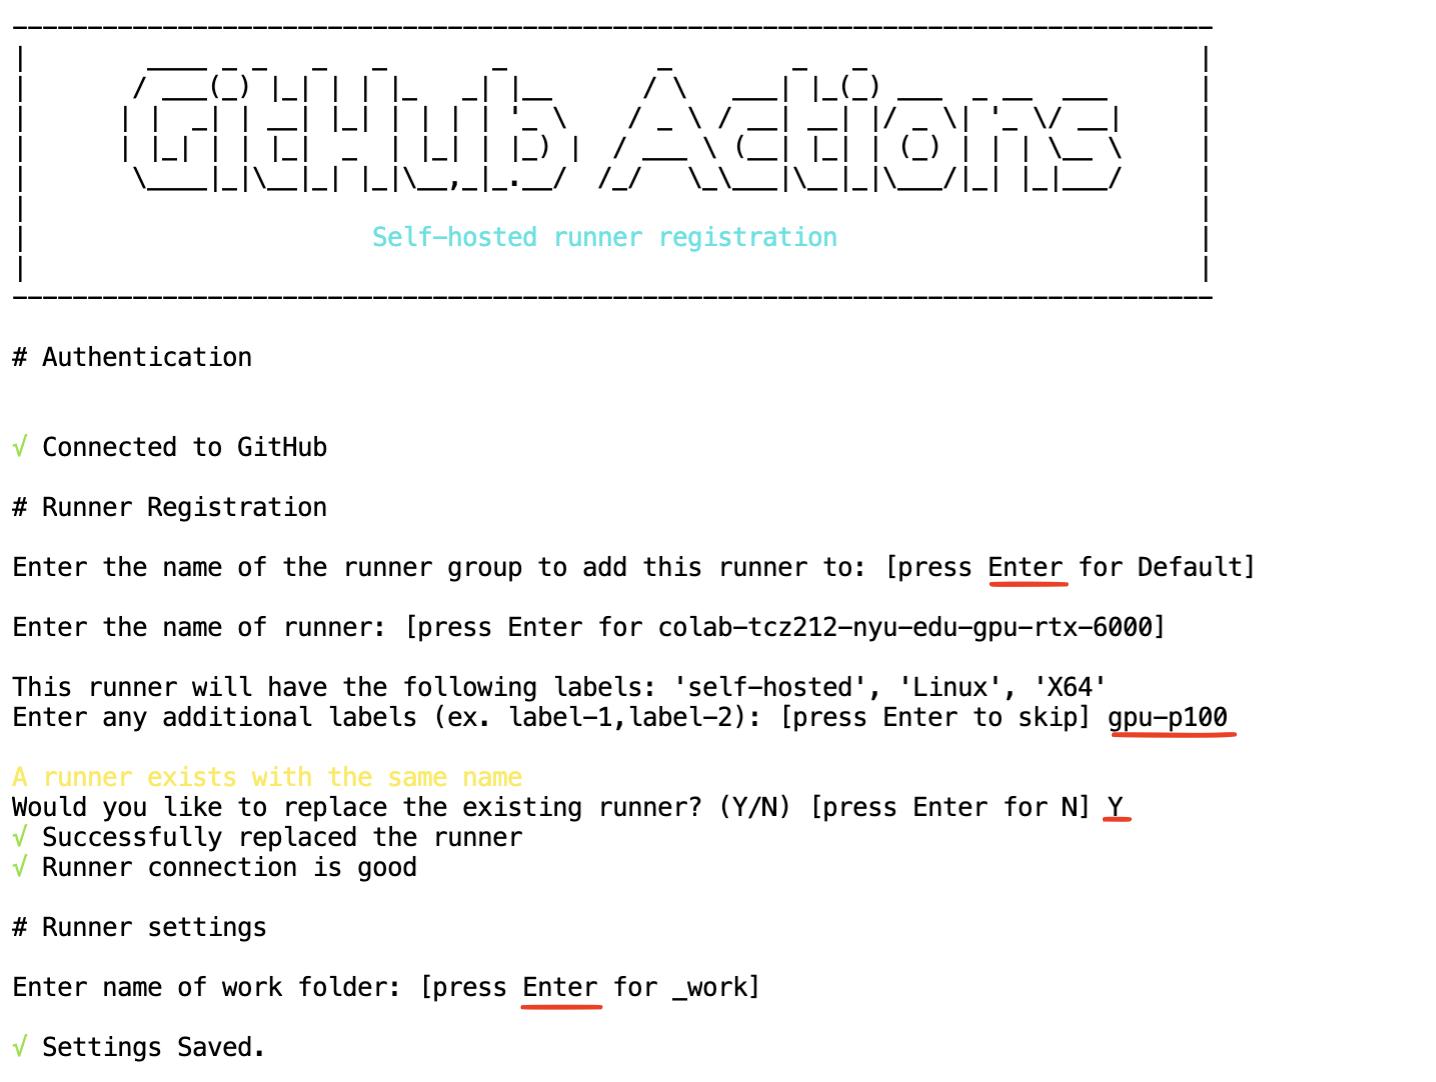 GitHub Actions
Self-hosted runner registration
# Authentication
√ Connected to GitHub
# Runner Registration
Enter the name of the runner group to add this runner to: [press Enter for Default]
Enter the name of runner: [press Enter for colab-tcz212-nyu-edu-gpu-rtx-6000]
This runner will have the following labels: 'self-hosted', 'Linux', 'X64'
Enter any additional labels (ex. label-1,label-2): [press Enter to skip] gpu-p100
A runner exists with the same name
Would you like to replace the existing runner? (Y/N) [press Enter for N] Y
√ Successfully replaced the runner
√ Runner connection is good
# Runner settings
Enter name of work folder: [press Enter for _work]
√ Settings Saved.